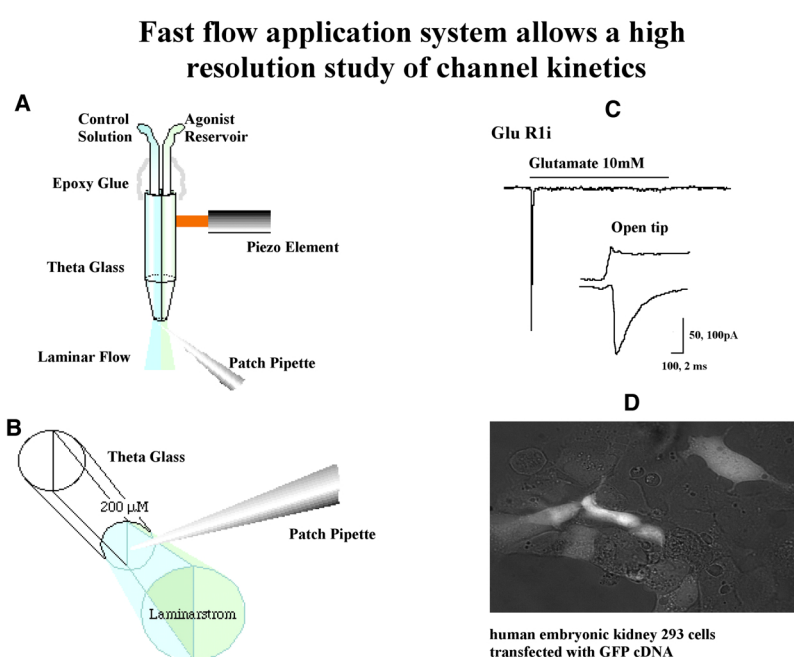 Fast flow application system allows a high
resolution study of channel kinetics
A
Control
Solution
Agonist
Reservoir
Epoxy Glue
Piezo Element
Theta Glass
Laminar Flow
Patch Pipette
B
Theta Glass
200 µM
Patch Pipette
Laminarstrom
C
Glu R1i
Glutamate 10mM
Open tip
50, 100pA
100, 2 ms
D
human embryonic kidney 293 cells
transfected with GFP cDNA